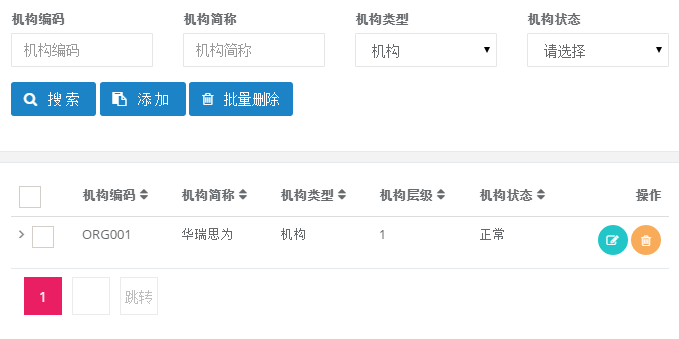 机构编码 机构简称 机构类型 机构状态
机构编码 机构简称 机构 请选择
搜索 添加 批量删除
机构编码 机构简称 机构类型 机构层级 机构状态 操作
ORG001 华瑞思为 机构 1 正常
1 跳转